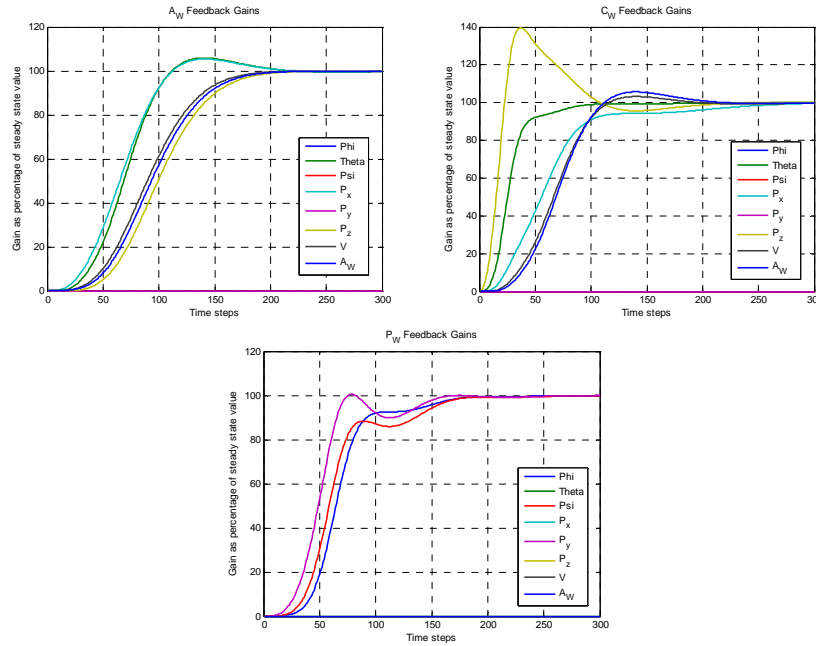 A_W Feedback Gains
Gain as percentage of steady state value
120
100
80
60
40
20
0
0 50 100 150 200 250 300
Time steps
Phi
Theta
Psi
P_x
P_y
P_z
V
A_W
C_W Feedback Gains
Gain as percentage of steady state value
140
120
100
80
60
40
20
0
0 50 100 150 200 250 300
Time steps
Phi
Theta
Psi
P_x
P_y
P_z
V
A_W
P_W Feedback Gains
Gain as percentage of steady state value
120
100
80
60
40
20
0
0 50 100 150 200 250 300
Time steps
Phi
Theta
Psi
P_x
P_y
P_z
V
A_W